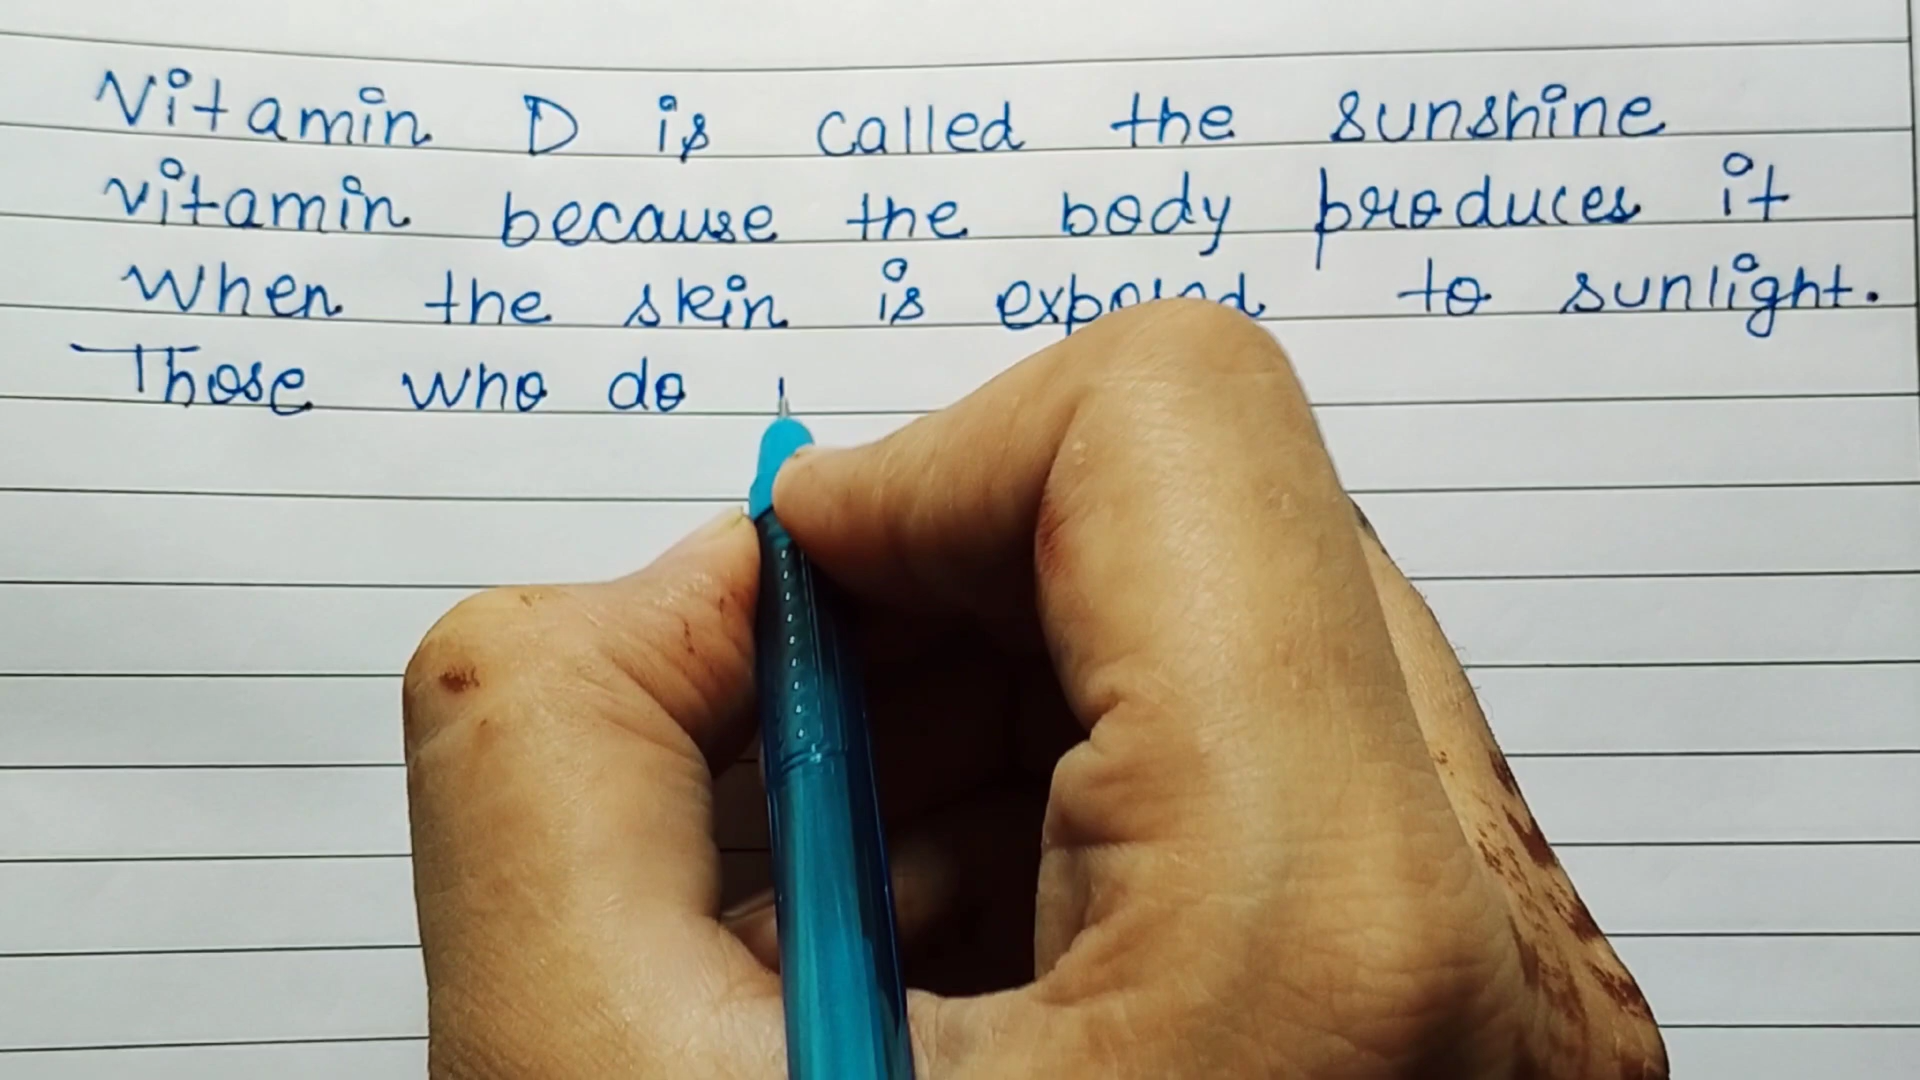 Vitamin D is called the sunshine
vitamin because the body produces it
when the skin is exposed to sunlight.
Those who do